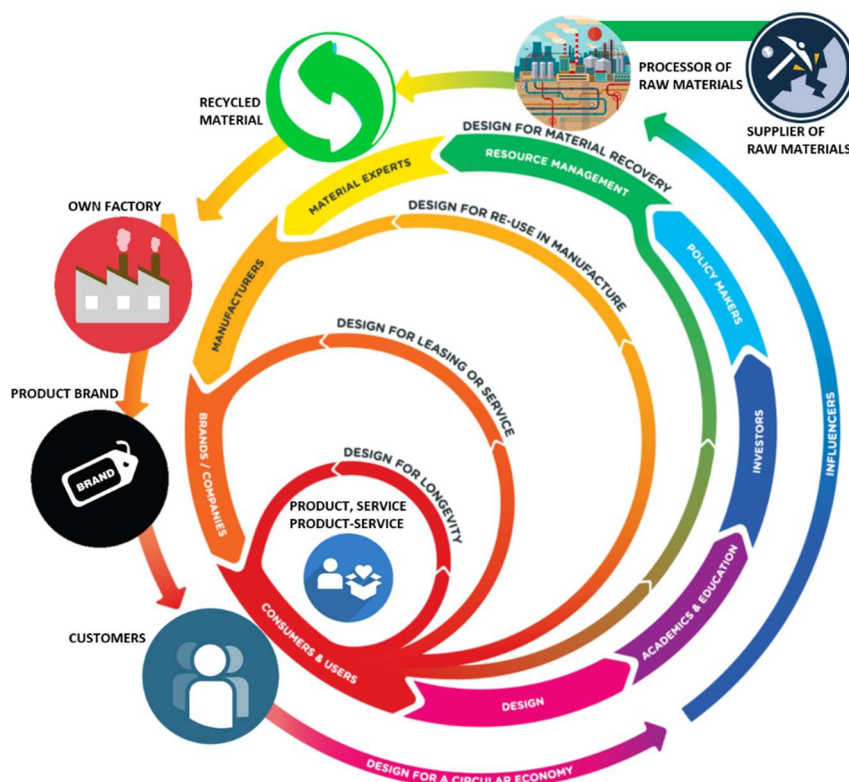 PROCESSOR OF
RAW MATERIALS
SUPPLIER OF
RAW MATERIALS
RECYCLED
MATERIAL
DESIGN FOR MATERIAL RECOVERY
RESOURCE MANAGEMENT
MATERIAL EXPERTS
OWN FACTORY
DESIGN FOR RE-USE IN MANUFACTURE
POLICY MAKERS
MANUFACTURERS
DESIGN FOR LEASING OR SERVICE
PRODUCT BRAND
BRAND
BRANDS / COMPANIES
INVESTORS
INFLUENCERS
DESIGN FOR LONGEVITY
PRODUCT, SERVICE
PRODUCT-SERVICE
CUSTOMERS
CONSUMERS & USERS
ACADEMICS & EDUCATION
DESIGN
DESIGN FOR A CIRCULAR ECONOMY